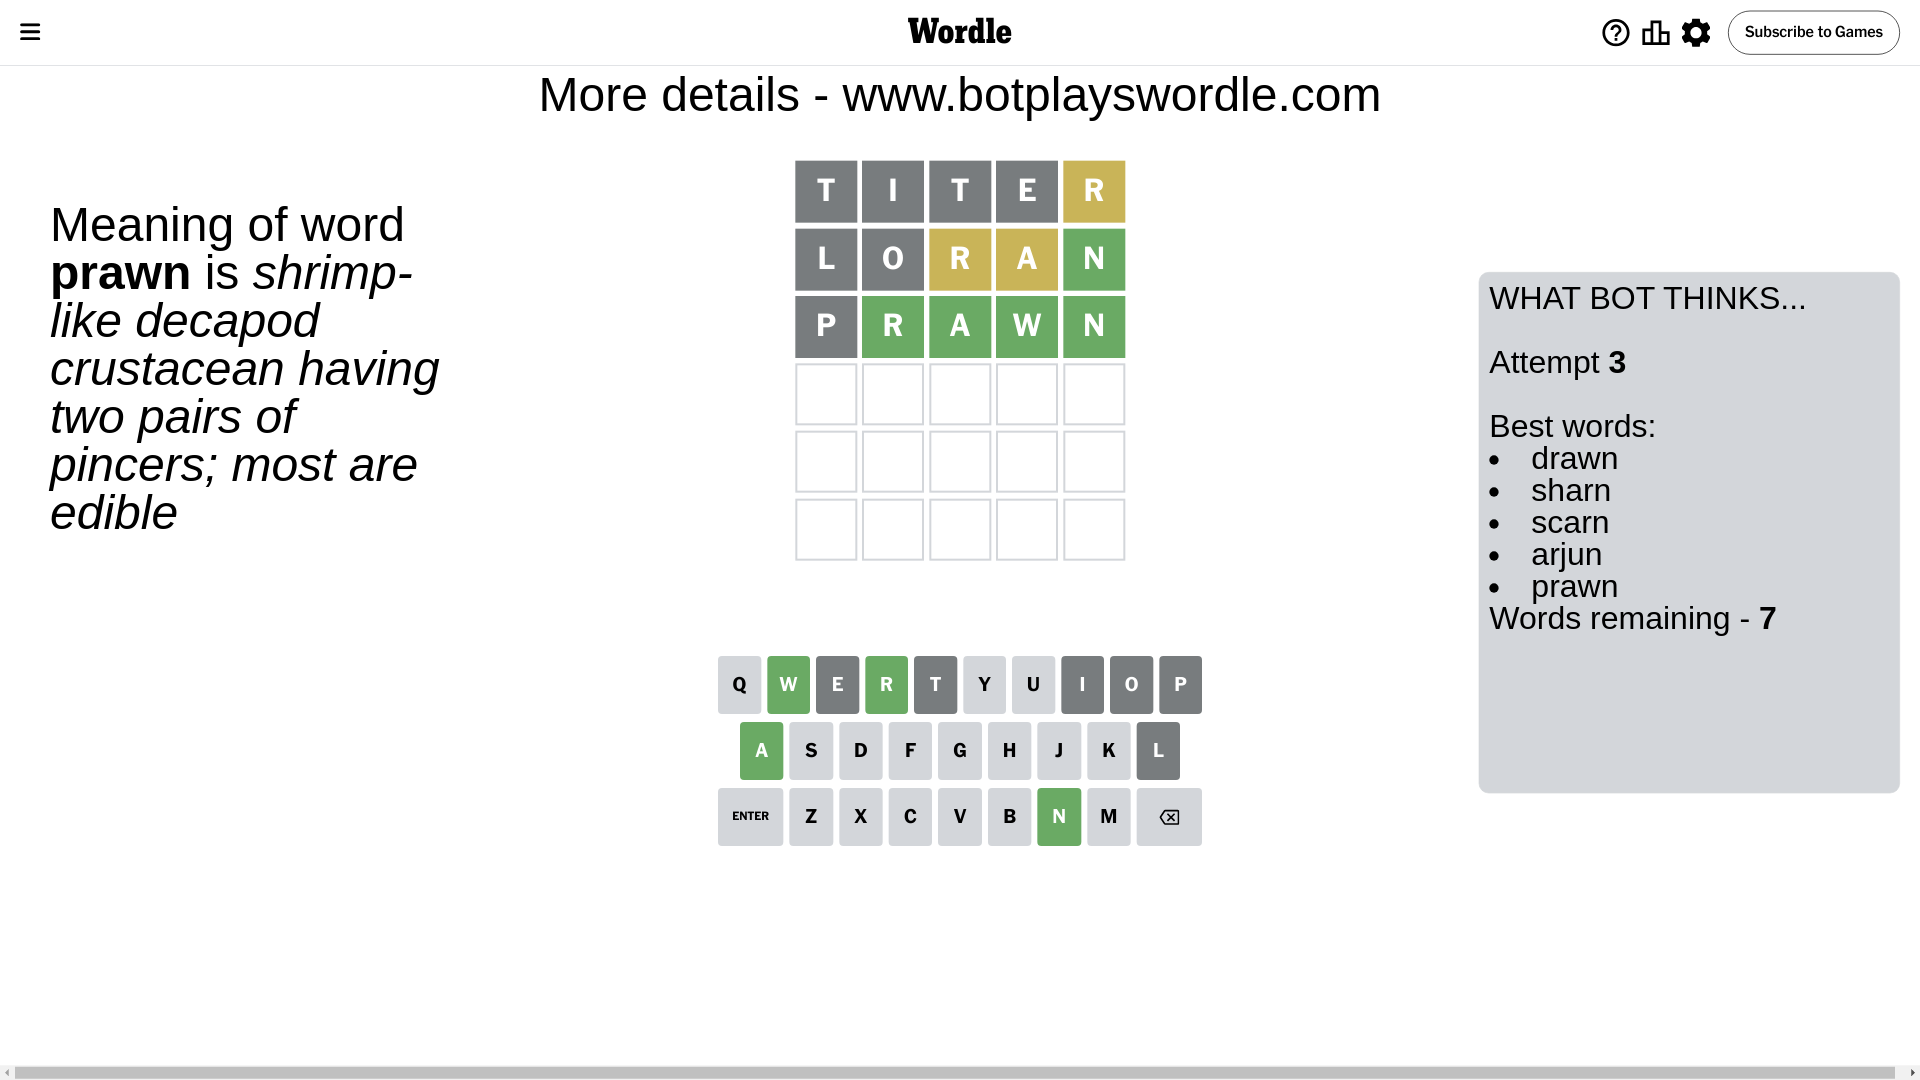 Wordle
Subscribe to Games
More details - www.botplayswordle.com
Meaning of word
prawn is shrimp-
like decapod
crustacean having
two pairs of
pincers; most are
edible
T I T E R
L O R A N
P R A W N
WHAT BOT THINKS...
Attempt 3
Best words:
• drawn
• sharn
• scarn
• arjun
• prawn
Words remaining - 7
Q W E R T Y U I O P
A S D F G H J K L
ENTER Z X C V B N M